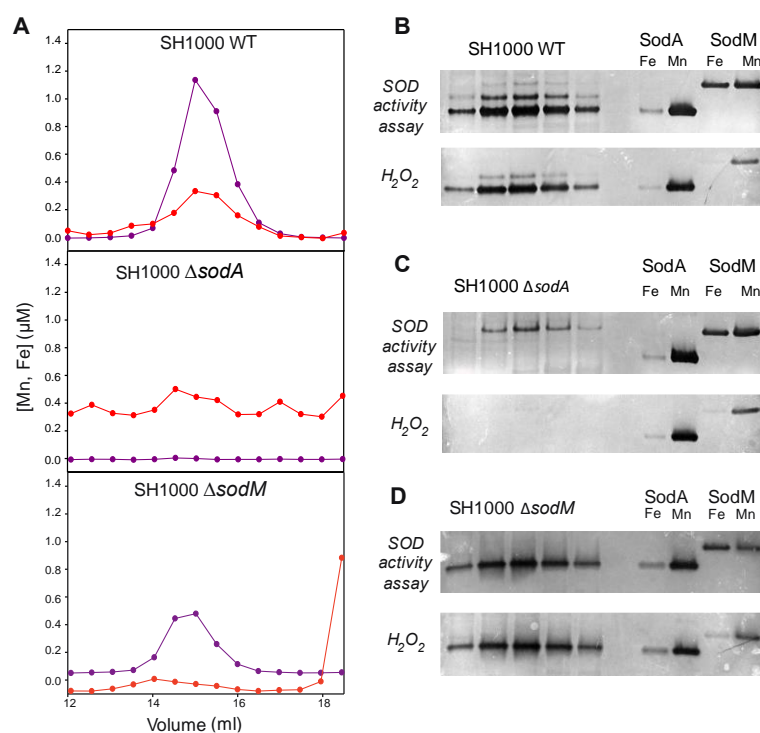 A
SH1000 WT
1.4
1.2
1.0
0.8
0.6
0.4
0.2
0.0
SH1000 ΔsodA
1.4
1.2
1.0
0.8
0.6
0.4
0.2
0.0
SH1000 ΔsodM
1.4
1.2
1.0
0.8
0.6
0.4
0.2
0.0
12 14 16 18
Volume (ml)
[Mn, Fe] (μM)
B
SH1000 WT
SodA SodM
Fe Mn Fe Mn
SOD
activity
assay
H2O2
C
SH1000 ΔsodA
SodA SodM
Fe Mn Fe Mn
SOD
activity
assay
H2O2
D
SH1000 ΔsodM
SodA SodM
Fe Mn Fe Mn
SOD
activity
assay
H2O2